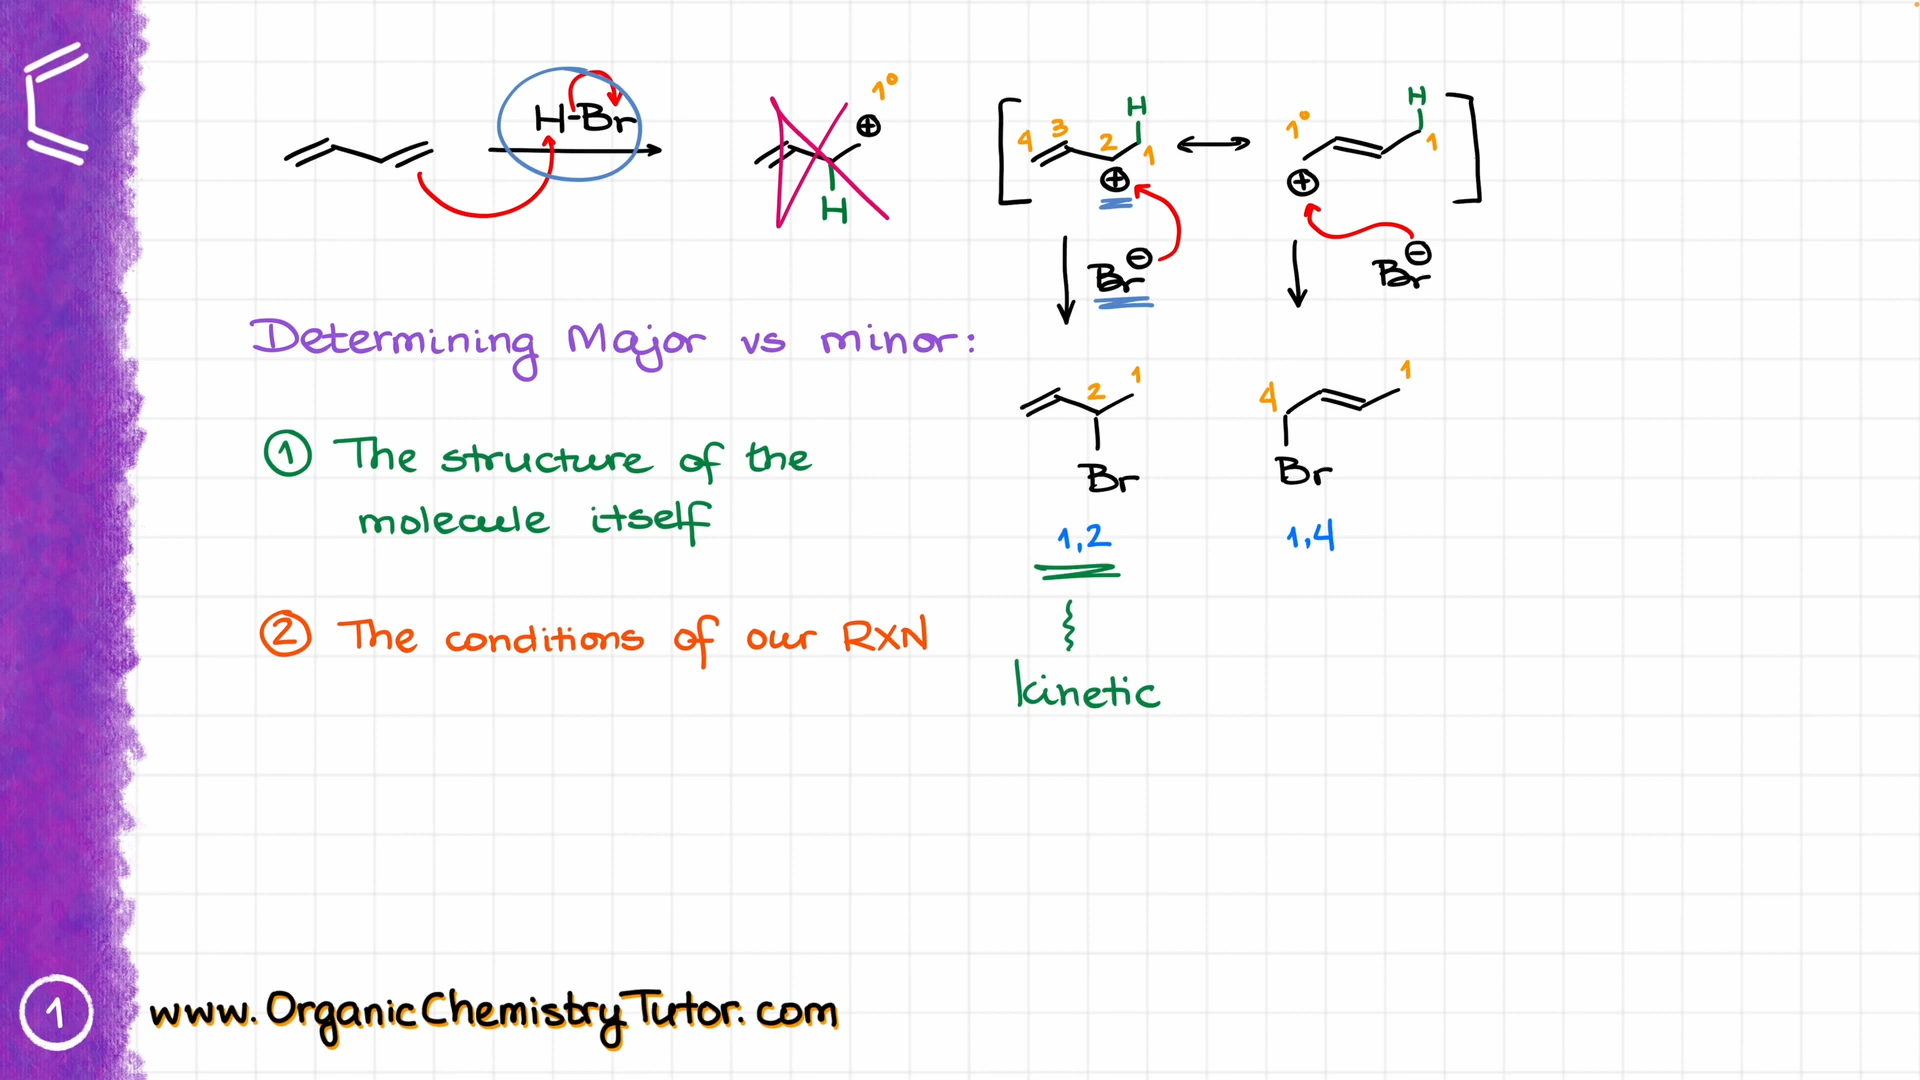 H-Br
1°
⊕
H
4 3 2 1
H
⊕
1°
H
1
⊕
Br⊖
Br⊖
Determining Major vs minor:
① The structure of the
molecule itself
② The conditions of our RXN
2 1
Br
1,2
4 1
Br
1,4
kinetic
1
www.OrganicChemistryTutor.com